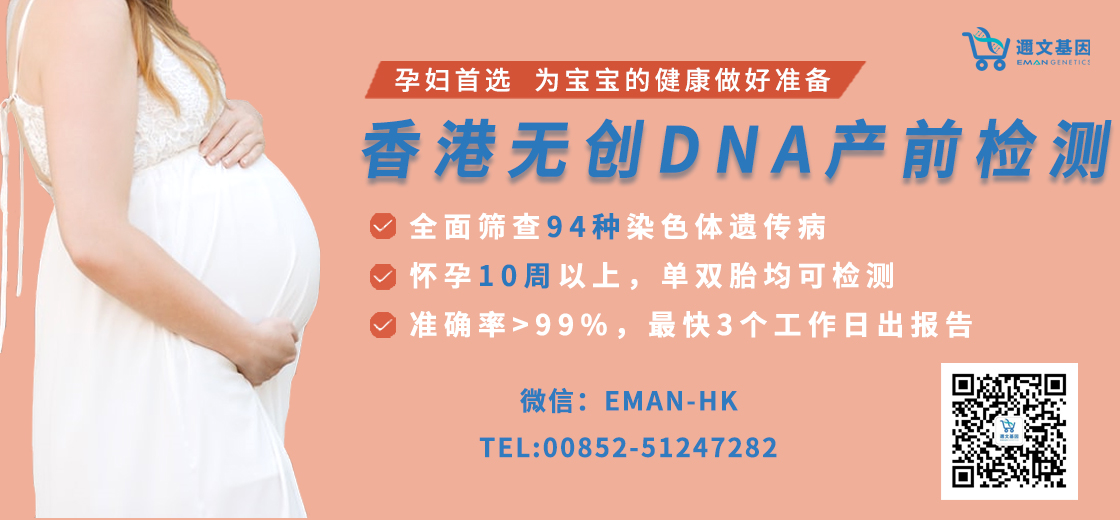 邇文基因
EMAN GENETICS
孕妇首选 为宝宝的健康做好准备
香港无创DNA产前检测
全面筛查94种染色体遗传病
怀孕10周以上，单双胎均可检测
准确率>99%，最快3个工作日出报告
微信：EMAN-HK
TEL:00852-51247282